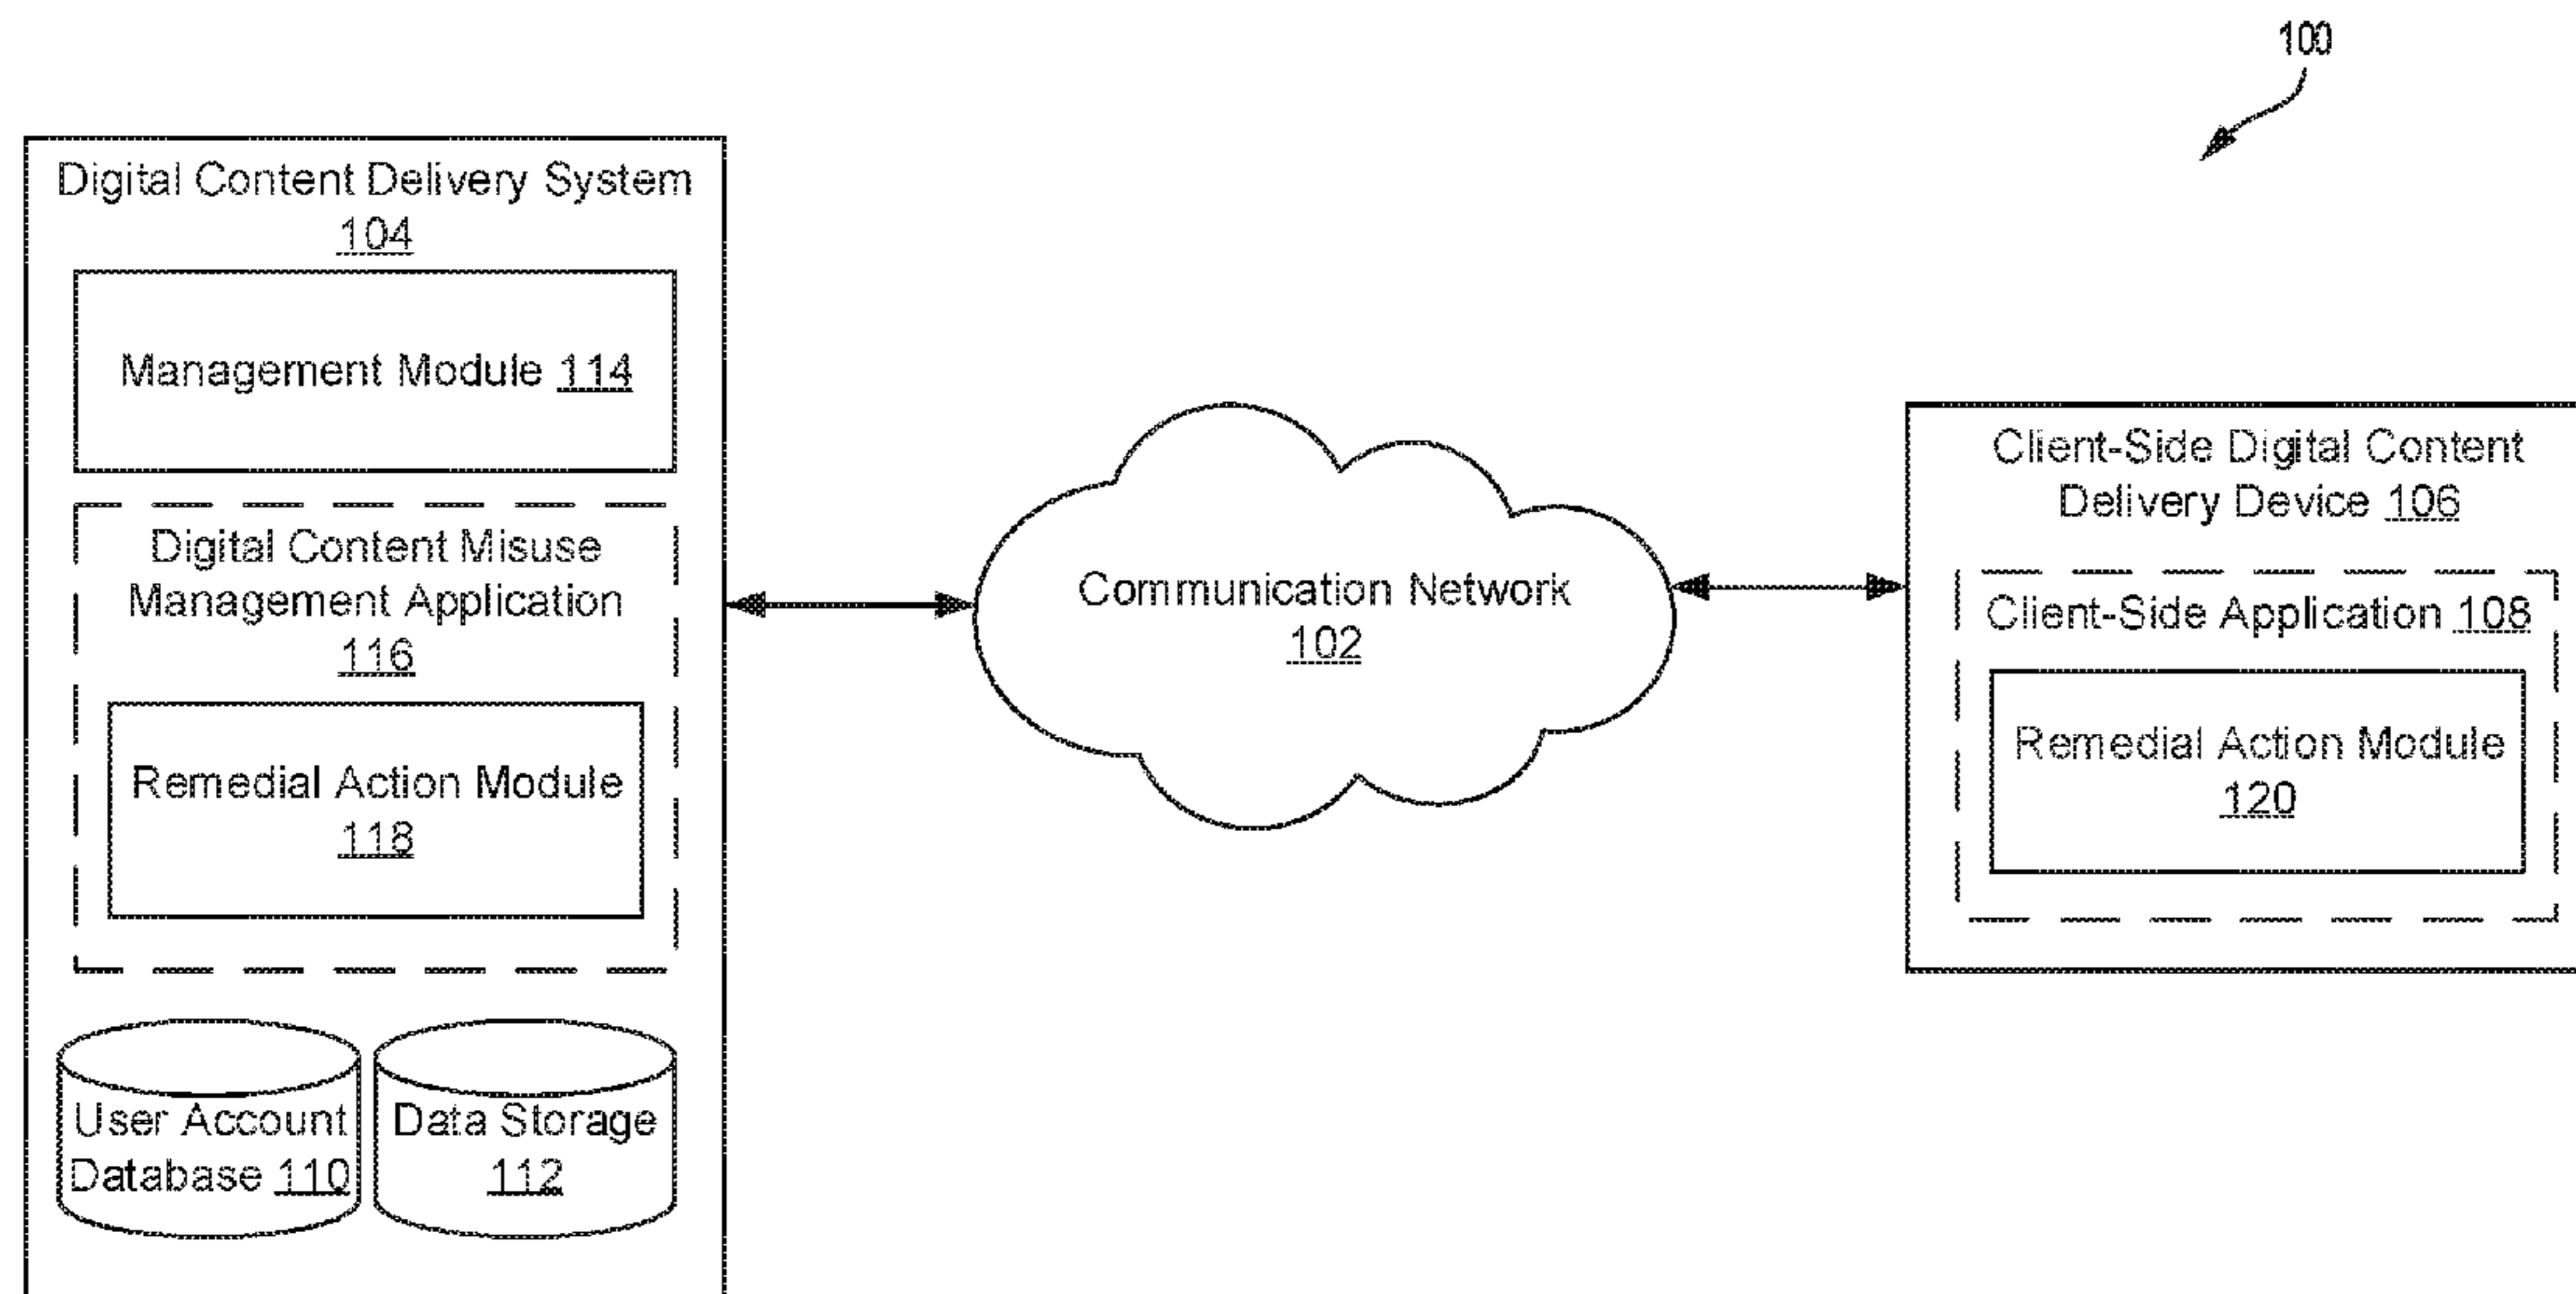 100
Digital Content Delivery System
104
Management Module 114
Digital Content Misuse
Management Application
116
Remedial Action Module
118
User Account
Database 110
Data Storage
112
Communication Network
102
Client-Side Digital Content
Delivery Device 106
Client-Side Application 108
Remedial Action Module
120